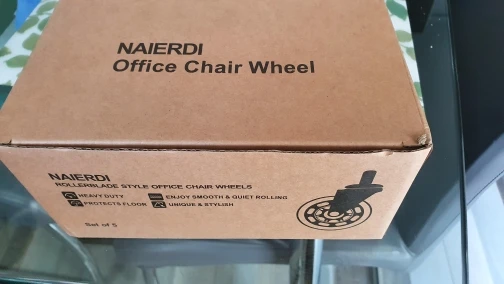 NAIERDI
Office Chair Wheel
NAIERDI
ROLLERBLADE STYLE OFFICE CHAIR WHEELS
HEAVY DUTY
ENJOY SMOOTH & QUIET ROLLING
PROTECTS FLOOR
UNIQUE & STYLISH
Set of 5